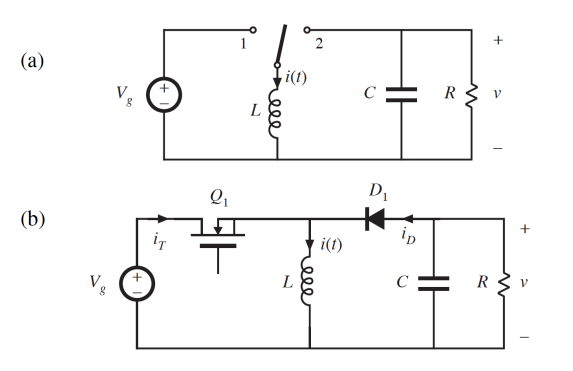 (a)
1 2 +
V_g + − i(t) L C R v
−
(b)
Q_1 D_1
i_T i_D +
i(t)
V_g + − L C R v
−